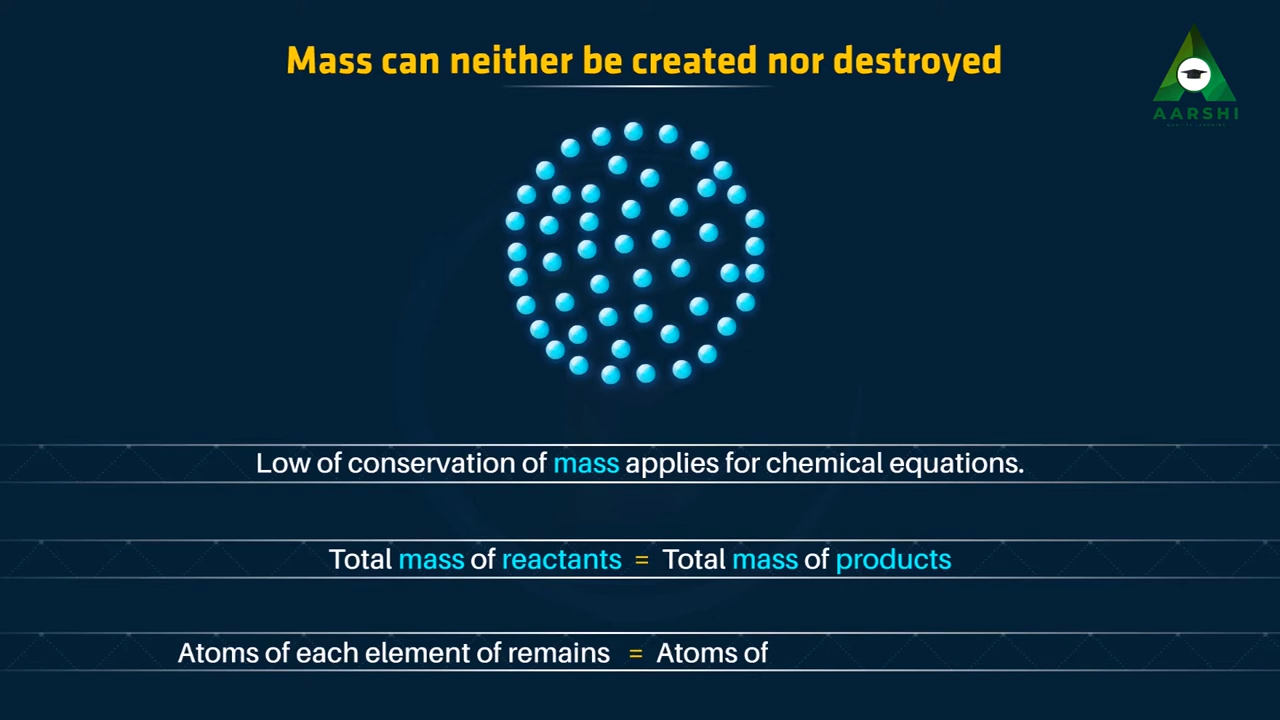 Mass can neither be created nor destroyed
AARSHI
Low of conservation of mass applies for chemical equations.
Total mass of reactants = Total mass of products
Atoms of each element of remains = Atoms of